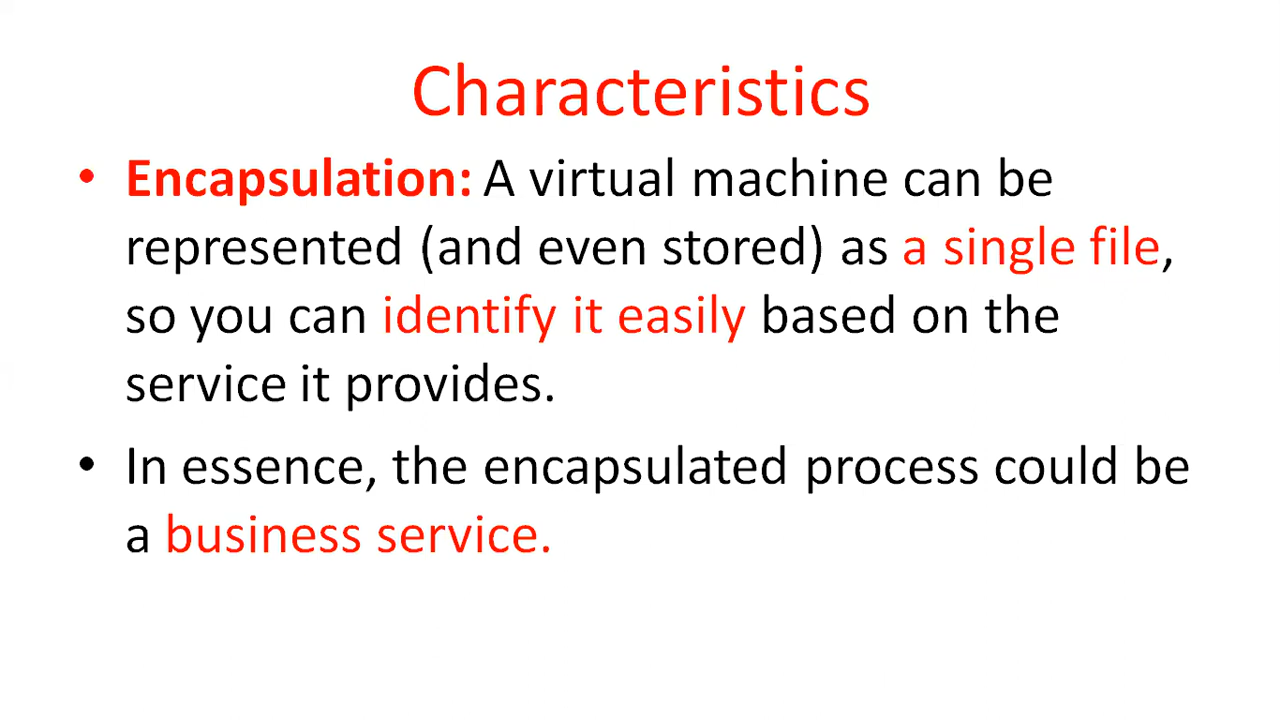 Characteristics
• Encapsulation: A virtual machine can be
represented (and even stored) as a single file,
so you can identify it easily based on the
service it provides.
• In essence, the encapsulated process could be
a business service.